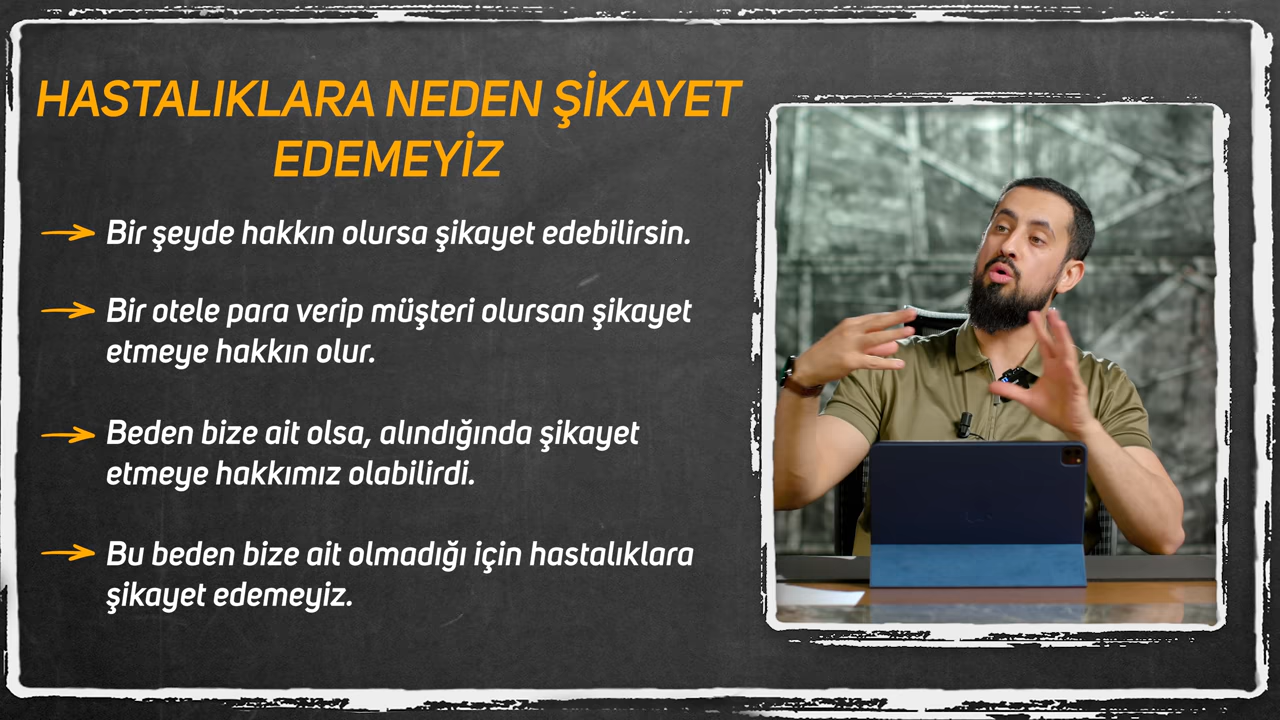 HASTALIKLARA NEDEN ŞİKAYET
EDEMEYİZ
Bir şeyde hakkın olursa şikayet edebilirsin.
Bir otele para verip müşteri olursan şikayet
etmeye hakkın olur.
Beden bize ait olsa, alındığında şikayet
etmeye hakkımız olabilirdi.
Bu beden bize ait olmadığı için hastalıklara
şikayet edemeyiz.